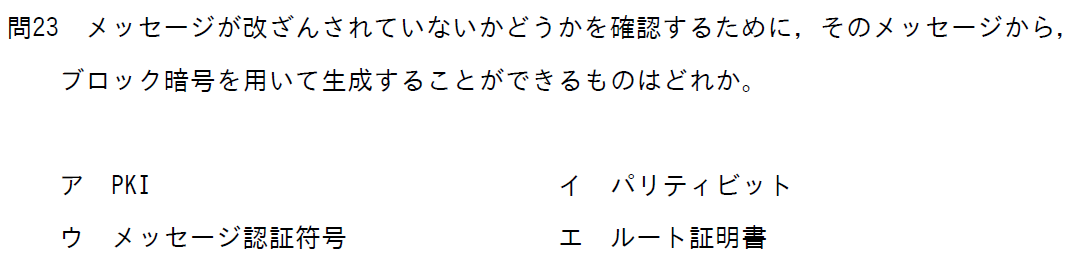 問23　メッセージが改ざんされていないかどうかを確認するために，そのメッセージから，
ブロック暗号を用いて生成することができるものはどれか。
ア　PKI　イ　パリティビット
ウ　メッセージ認証符号　エ　ルート証明書